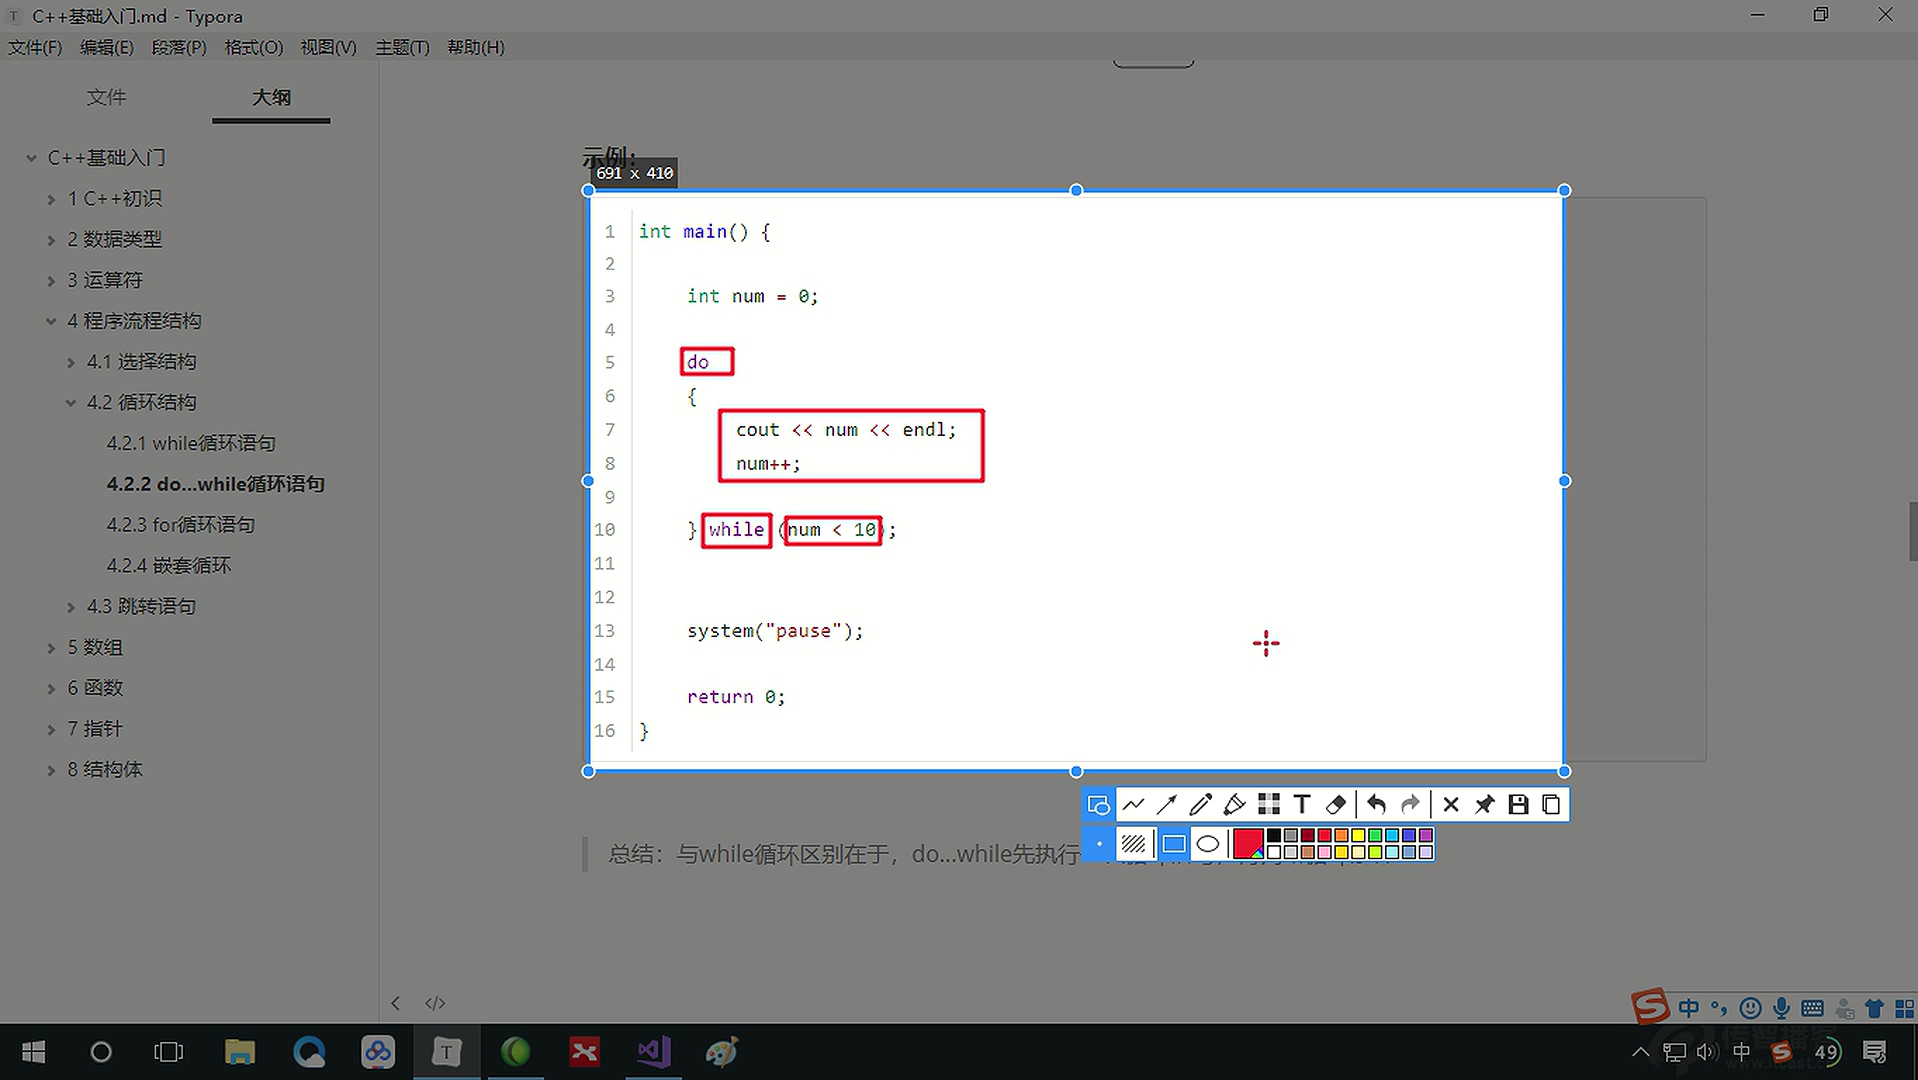 C++基础入门.md - Typora
文件(F) 编辑(E) 段落(P) 格式(O) 视图(V) 主题(T) 帮助(H)
文件 大纲
C++基础入门
1 C++初识
2 数据类型
3 运算符
4 程序流程结构
4.1 选择结构
4.2 循环结构
4.2.1 while循环语句
4.2.2 do...while循环语句
4.2.3 for循环语句
4.2.4 嵌套循环
4.3 跳转语句
5 数组
6 函数
7 指针
8 结构体
示例：
691 x 410
1 int main() {
2
3 int num = 0;
4
5 do
6 {
7 cout << num << endl;
8 num++;
9
10 } while (num < 10);
11
12
13 system("pause");
14
15 return 0;
16 }
总结：与while循环区别在于，do...while先执行
中
中 49